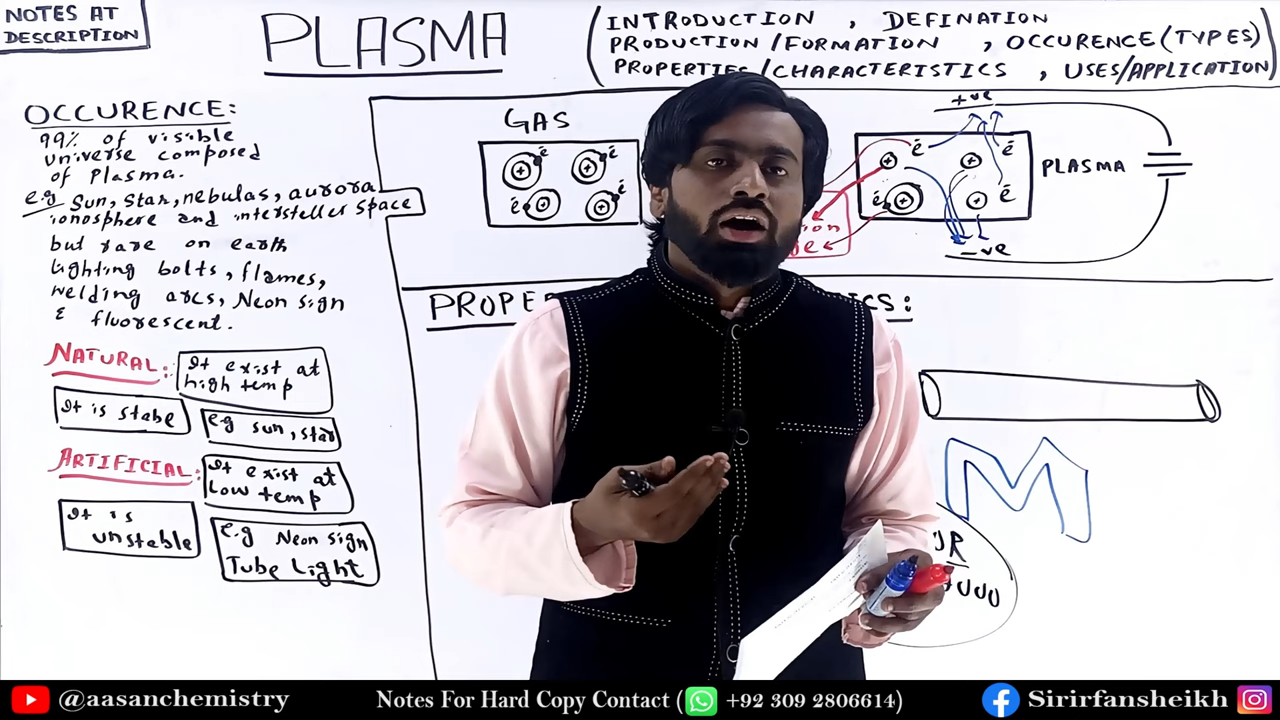 NOTES AT
DESCRIPTION
PLASMA
INTRODUCTION , DEFINATION
PRODUCTION/FORMATION , OCCURENCE(TYPES)
PROPERTIES/CHARACTERISTICS , USES/APPLICATION
OCCURENCE:
99% of visible
universe composed
of Plasma.
e.g Sun, Star, nebulas, aurora
ionosphere and interstellar space
but rare on earth
Lighting bolts, flames,
welding arcs, Neon sign
& fluorescent.
NATURAL:
It exist at
high temp
It is stabe
e.g sun, star
ARTIFICIAL:
It exist at
Low temp
It is
unstable
e.g Neon sign
Tube Light
GAS
ē ē
ē ē
+ve
+ ē + ē
PLASMA
ē + + ē
-ve
PROPE
ICS:
M
@aasanchemistry
Notes For Hard Copy Contact ( +92 309 2806614)
Sirirfansheikh